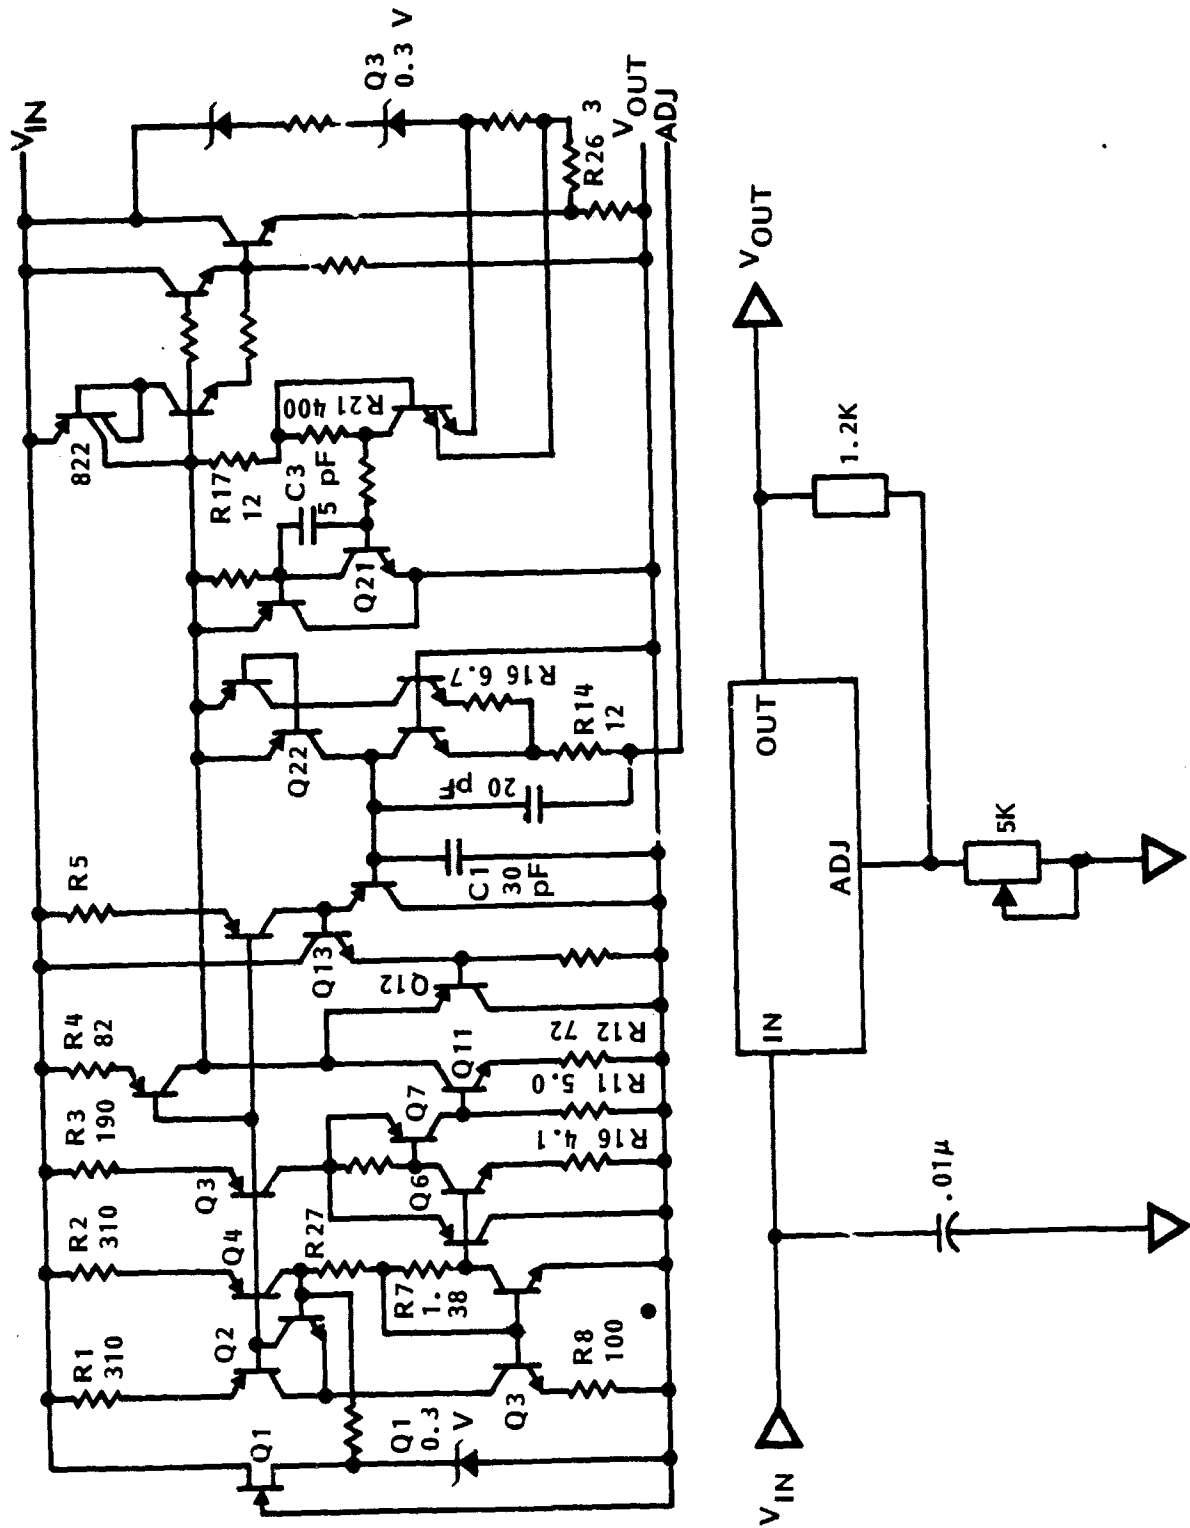 VIN
R1
310
R2
310
R3
190
R4
82
R5
822
Q1
Q2
Q4
Q3
R27
R7
1.
38
Q1
0.3
V
Q3
R8
100
Q6
Q7
R16 4.1
R11 5.0
R12 72
Q11
Q12
Q13
C1
30
pF
20
pF
Q22
R16 6.7
R14
12
Q21
R17
12
C3
5 pF
R21 400
Q3
0.3 V
R26 3
VOUT
ADJ
VIN
IN
OUT
ADJ
VOUT
.01μ
5K
1.2K